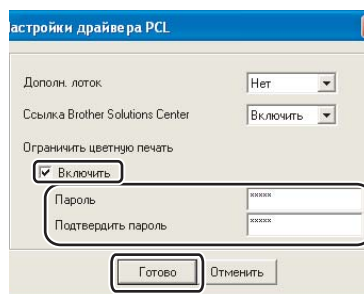 астройки драйвера PCL
Дополн. лоток Нет
Ссылка Brother Solutions Center Включить
Ограничить цветную печать
Включить
Пароль *****
Подтвердить пароль *****
Готово Отменить